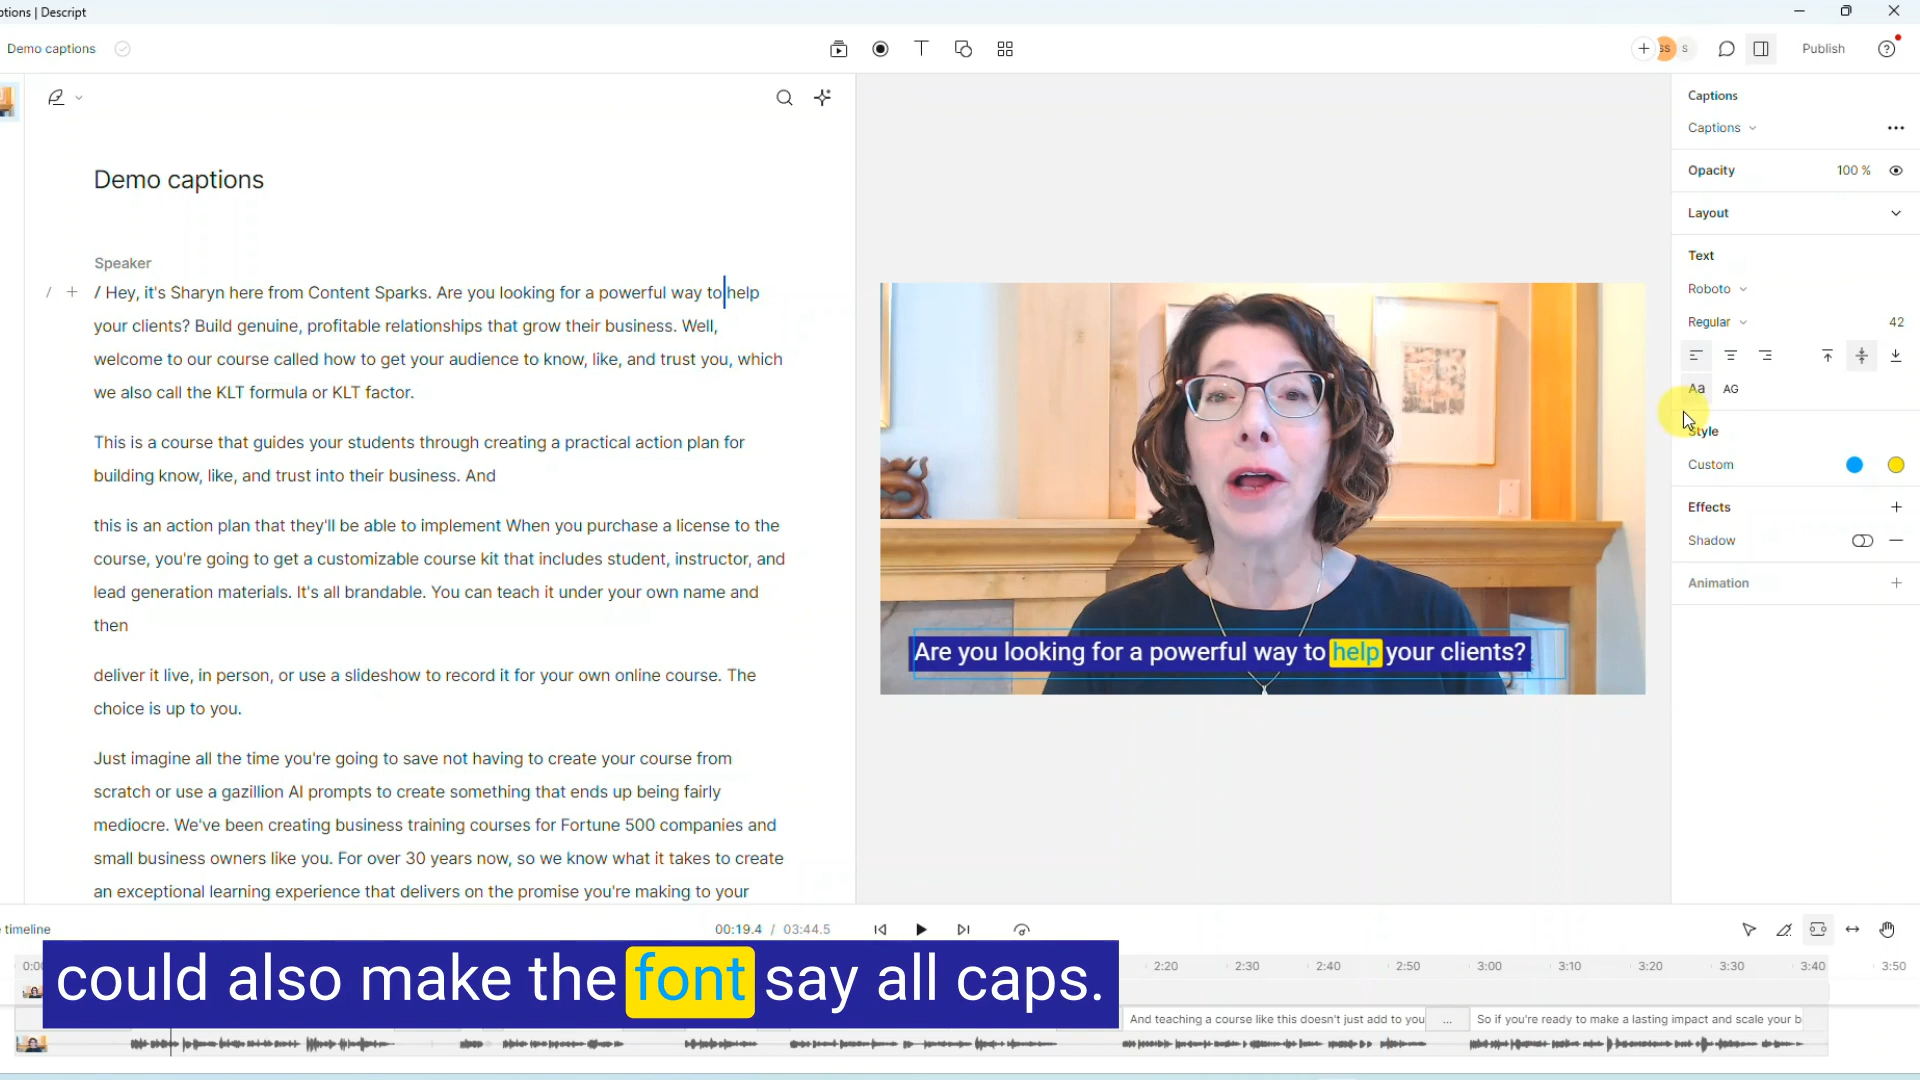 otions | Descript
Demo captions
SS
S
Publish
Demo captions
Speaker
/ Hey, it's Sharyn here from Content Sparks. Are you looking for a powerful way to help
your clients? Build genuine, profitable relationships that grow their business. Well,
welcome to our course called how to get your audience to know, like, and trust you, which
we also call the KLT formula or KLT factor.
This is a course that guides your students through creating a practical action plan for
building know, like, and trust into their business. And
this is an action plan that they'll be able to implement When you purchase a license to the
course, you're going to get a customizable course kit that includes student, instructor, and
lead generation materials. It's all brandable. You can teach it under your own name and
then
deliver it live, in person, or use a slideshow to record it for your own online course. The
choice is up to you.
Just imagine all the time you're going to save not having to create your course from
scratch or use a gazillion AI prompts to create something that ends up being fairly
mediocre. We've been creating business training courses for Fortune 500 companies and
small business owners like you. For over 30 years now, so we know what it takes to create
an exceptional learning experience that delivers on the promise you're making to your
Are you looking for a powerful way to help your clients?
Captions
Captions
Opacity 100 %
Layout
Text
Roboto
Regular 42
Aa AG
Style
Custom
Effects
Shadow
Animation
timeline
00:19.4 / 03:44.5
0:00
2:20 2:30 2:40 2:50 3:00 3:10 3:20 3:30 3:40 3:50
could also make the font say all caps.
And teaching a course like this doesn't just add to you
...
So if you're ready to make a lasting impact and scale your b